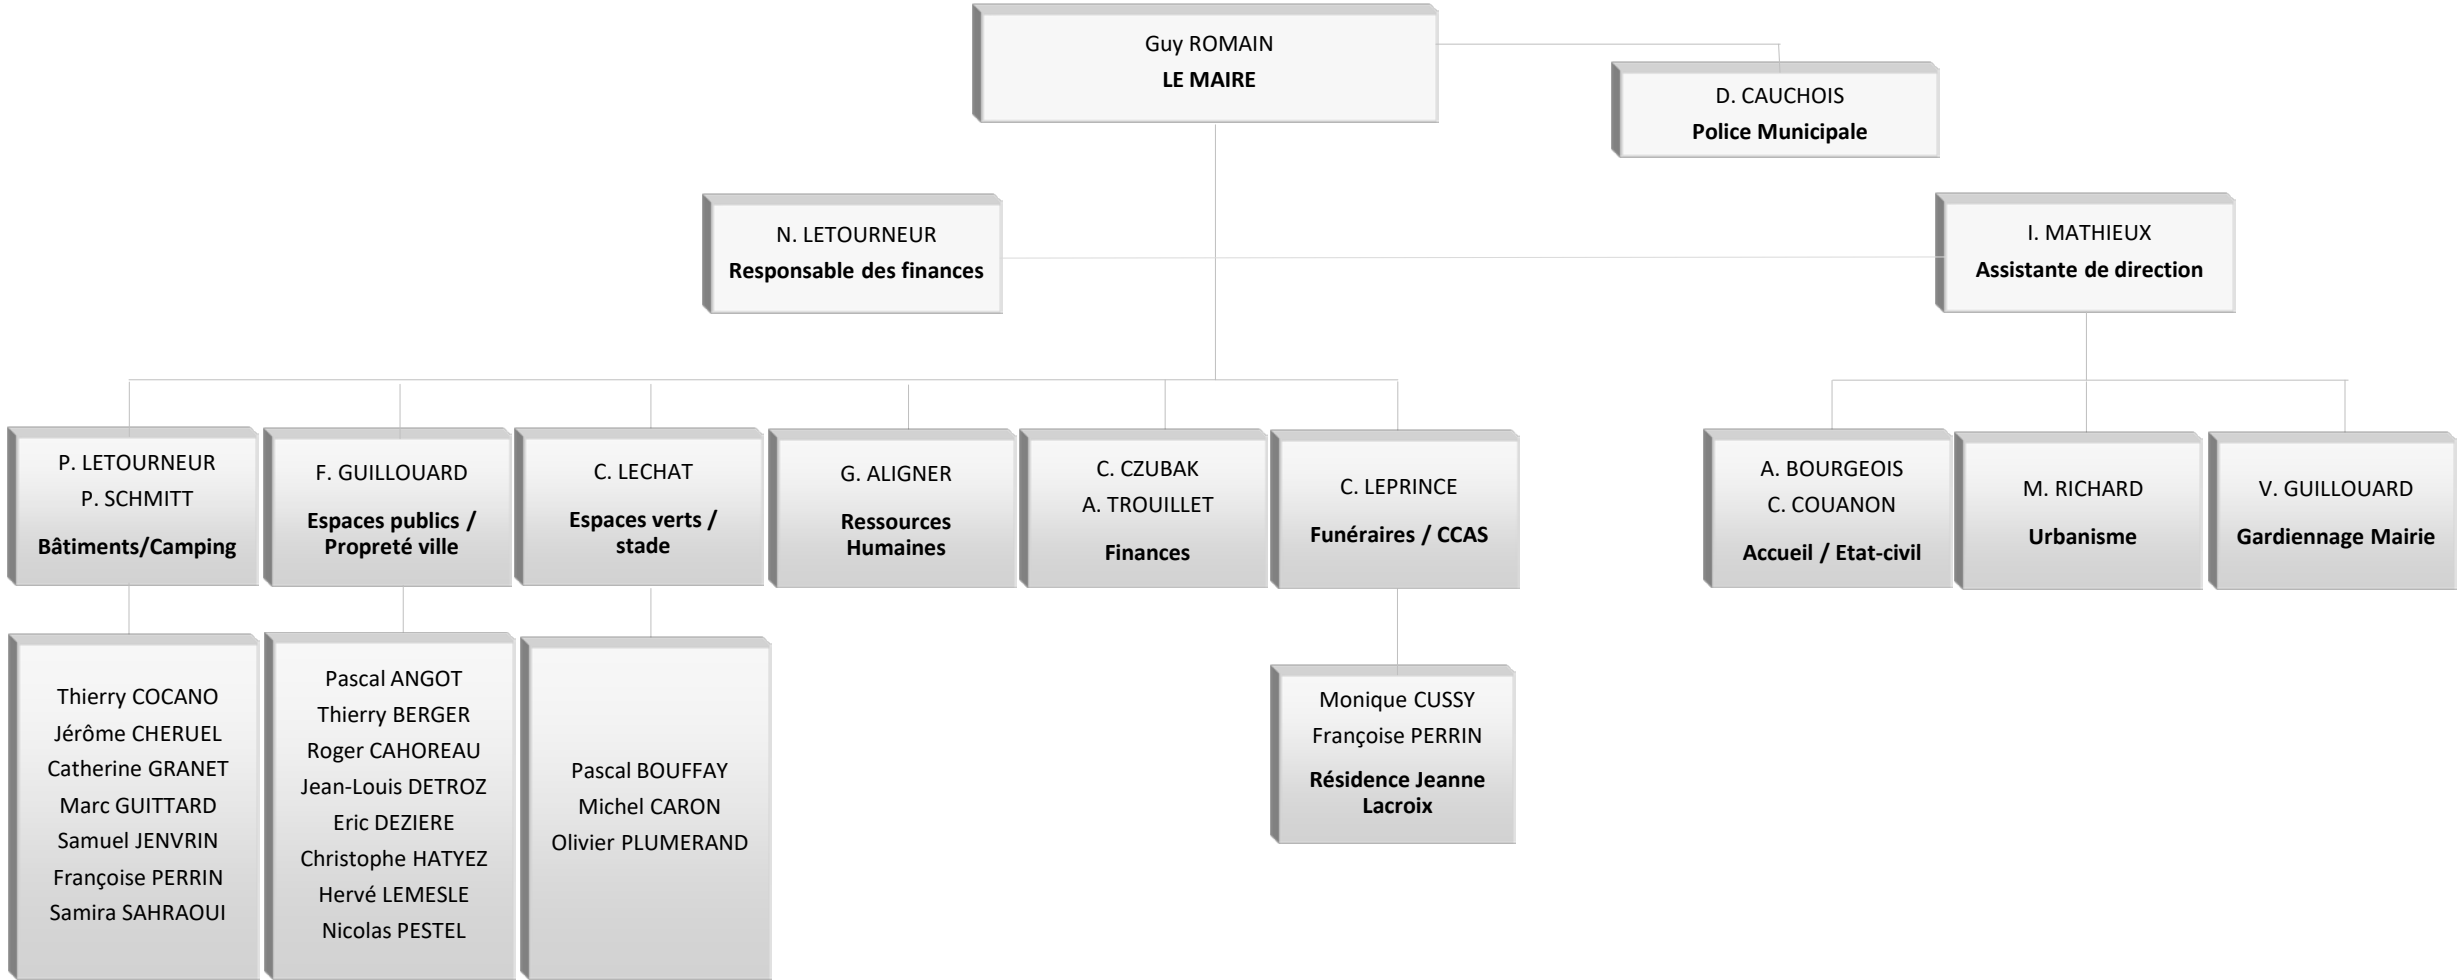 Guy ROMAIN
LE MAIRE
D. CAUCHOIS
Police Municipale
N. LETOURNEUR
Responsable des finances
I. MATHIEUX
Assistante de direction
P. LETOURNEUR
P. SCHMITT
Bâtiments/Camping
F. GUILLOUARD
Espaces publics /
Propreté ville
C. LECHAT
Espaces verts /
stade
G. ALIGNER
Ressources
Humaines
C. CZUBAK
A. TROUILLET
Finances
C. LEPRINCE
Funéraires / CCAS
A. BOURGEOIS
C. COUANON
Accueil / Etat-civil
M. RICHARD
Urbanisme
V. GUILLOUARD
Gardiennage Mairie
Thierry COCANO
Jérôme CHERUEL
Catherine GRANET
Marc GUITTARD
Samuel JENVRIN
Françoise PERRIN
Samira SAHRAOUI
Pascal ANGOT
Thierry BERGER
Roger CAHOREAU
Jean-Louis DETROZ
Eric DEZIERE
Christophe HATYEZ
Hervé LEMESLE
Nicolas PESTEL
Pascal BOUFFAY
Michel CARON
Olivier PLUMERAND
Monique CUSSY
Françoise PERRIN
Résidence Jeanne
Lacroix